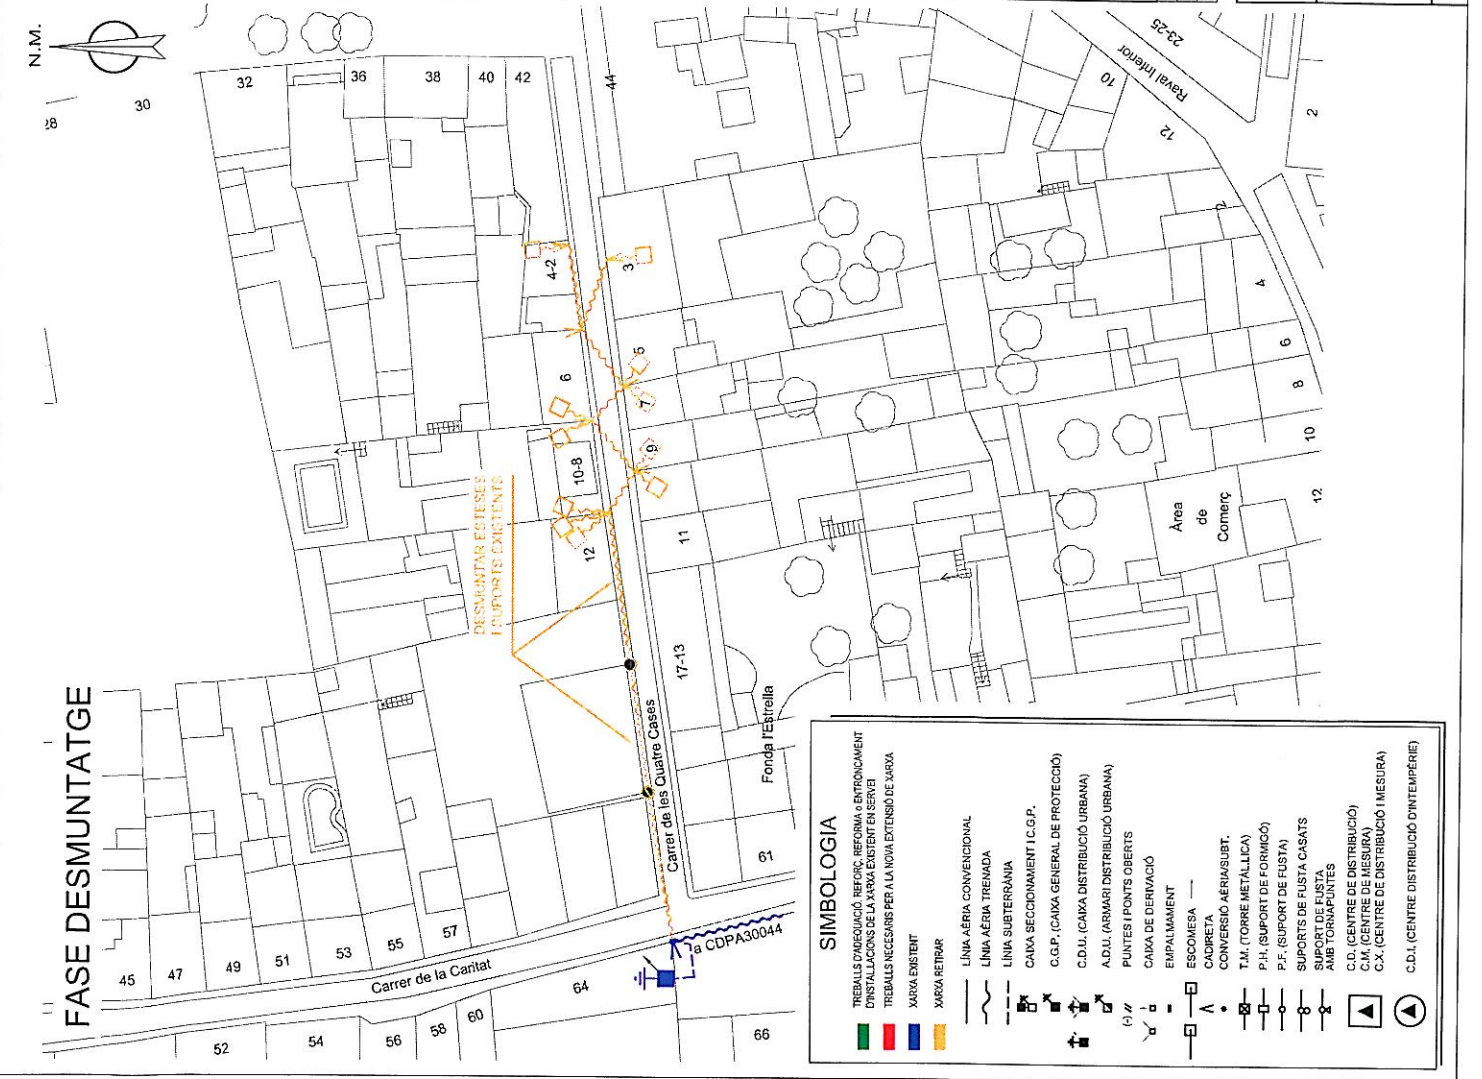 FASE DESMUNTATGE
N.M.
28
30
32
36
38
40
42
44
Raval Inferior
23-25
10
12
2
2
4
6
8
10
12
Àrea
de
Comerç
4-2
3
5
6
7
9
10-8
11
12
17-13
DESMUNTAR ESTESES
I SUPORTS EXISTENTS
Carrer de les Quatre Cases
Fonda l'Estrella
61
45
47
49
51
53
55
57
Carrer de la Caritat
52
54
56
58
60
64
66
a CDPA30044
SIMBOLOGIA
TREBALLS D'ADEQUACIÓ, REFORÇ, REFORMA o ENTRONCAMENT
D'INSTAL.LACIONS DE LA XARXA EXISTENT EN SERVEI
TREBALLS NECESARIS PER A LA NOVA EXTENSIÓ DE XARXA
XARXA EXISTENT
XARXA RETIRAR
LÍNIA AÈRIA CONVENCIONAL
LÍNIA AÈRIA TRENADA
LÍNIA SUBTERRÀNIA
CAIXA SECCIONAMENT I C.G.P.
C.G.P. (CAIXA GENERAL DE PROTECCIÓ)
C.D.U. (CAIXA DISTRIBUCIÓ URBANA)
A.D.U. (ARMARI DISTRIBUCIÓ URBANA)
(-) PUNTES I PONTS OBERTS
CAIXA DE DERIVACIÓ
EMPALMAMENT
ESCOMESA
CADIRETA
CONVERSIÓ AÈRIA/SUBT.
T.M. (TORRE METÀL.LICA)
P.H. (SUPORT DE FORMIGÓ)
P.F. (SUPORT DE FUSTA)
SUPORTS DE FUSTA CASATS
SUPORT DE FUSTA
AMB TORNAPUNTES
C.D. (CENTRE DE DISTRIBUCIÓ)
C.M. (CENTRE DE MESURA)
C.X. (CENTRE DE DISTRIBUCIÓ I MESURA)
C.D.I. (CENTRE DISTRIBUCIÓ D'INTEMPÈRIE)